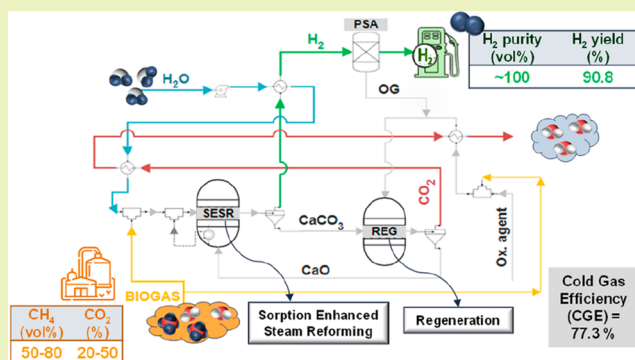 PSA
H₂
H₂
H₂ purity
(vol%)
H₂ yield
(%)
~100
90.8
H₂O
OG
CO₂
SESR
CaCO₃
REG
Ox. agent
CaO
BIOGAS
CH₄
(vol%)
CO₂
(%)
50-80
20-50
Sorption Enhanced
Steam Reforming
Regeneration
Cold Gas
Efficiency
(CGE) =
77.3 %